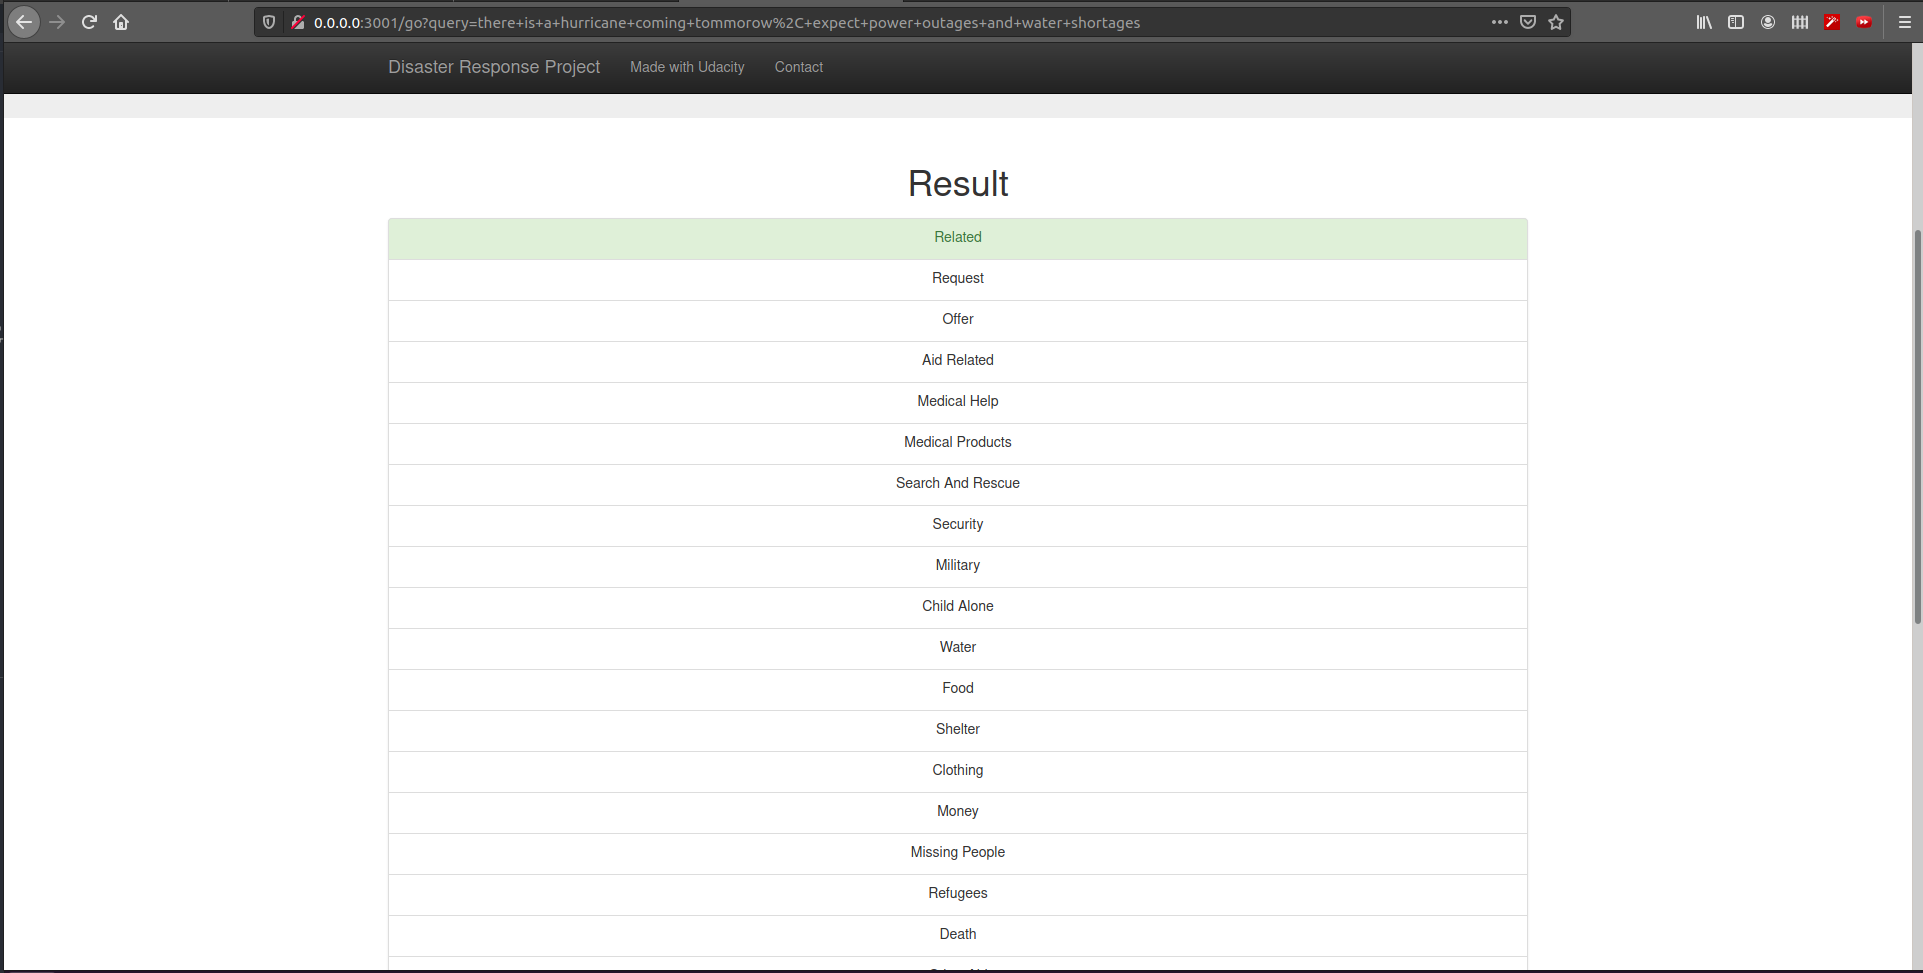 0.0.0.0:3001/go?query=there+is+a+hurricane+coming+tommorow%2C+expect+power+outages+and+water+shortages
Disaster Response Project Made with Udacity Contact
Result
Related
Request
Offer
Aid Related
Medical Help
Medical Products
Search And Rescue
Security
Military
Child Alone
Water
Food
Shelter
Clothing
Money
Missing People
Refugees
Death